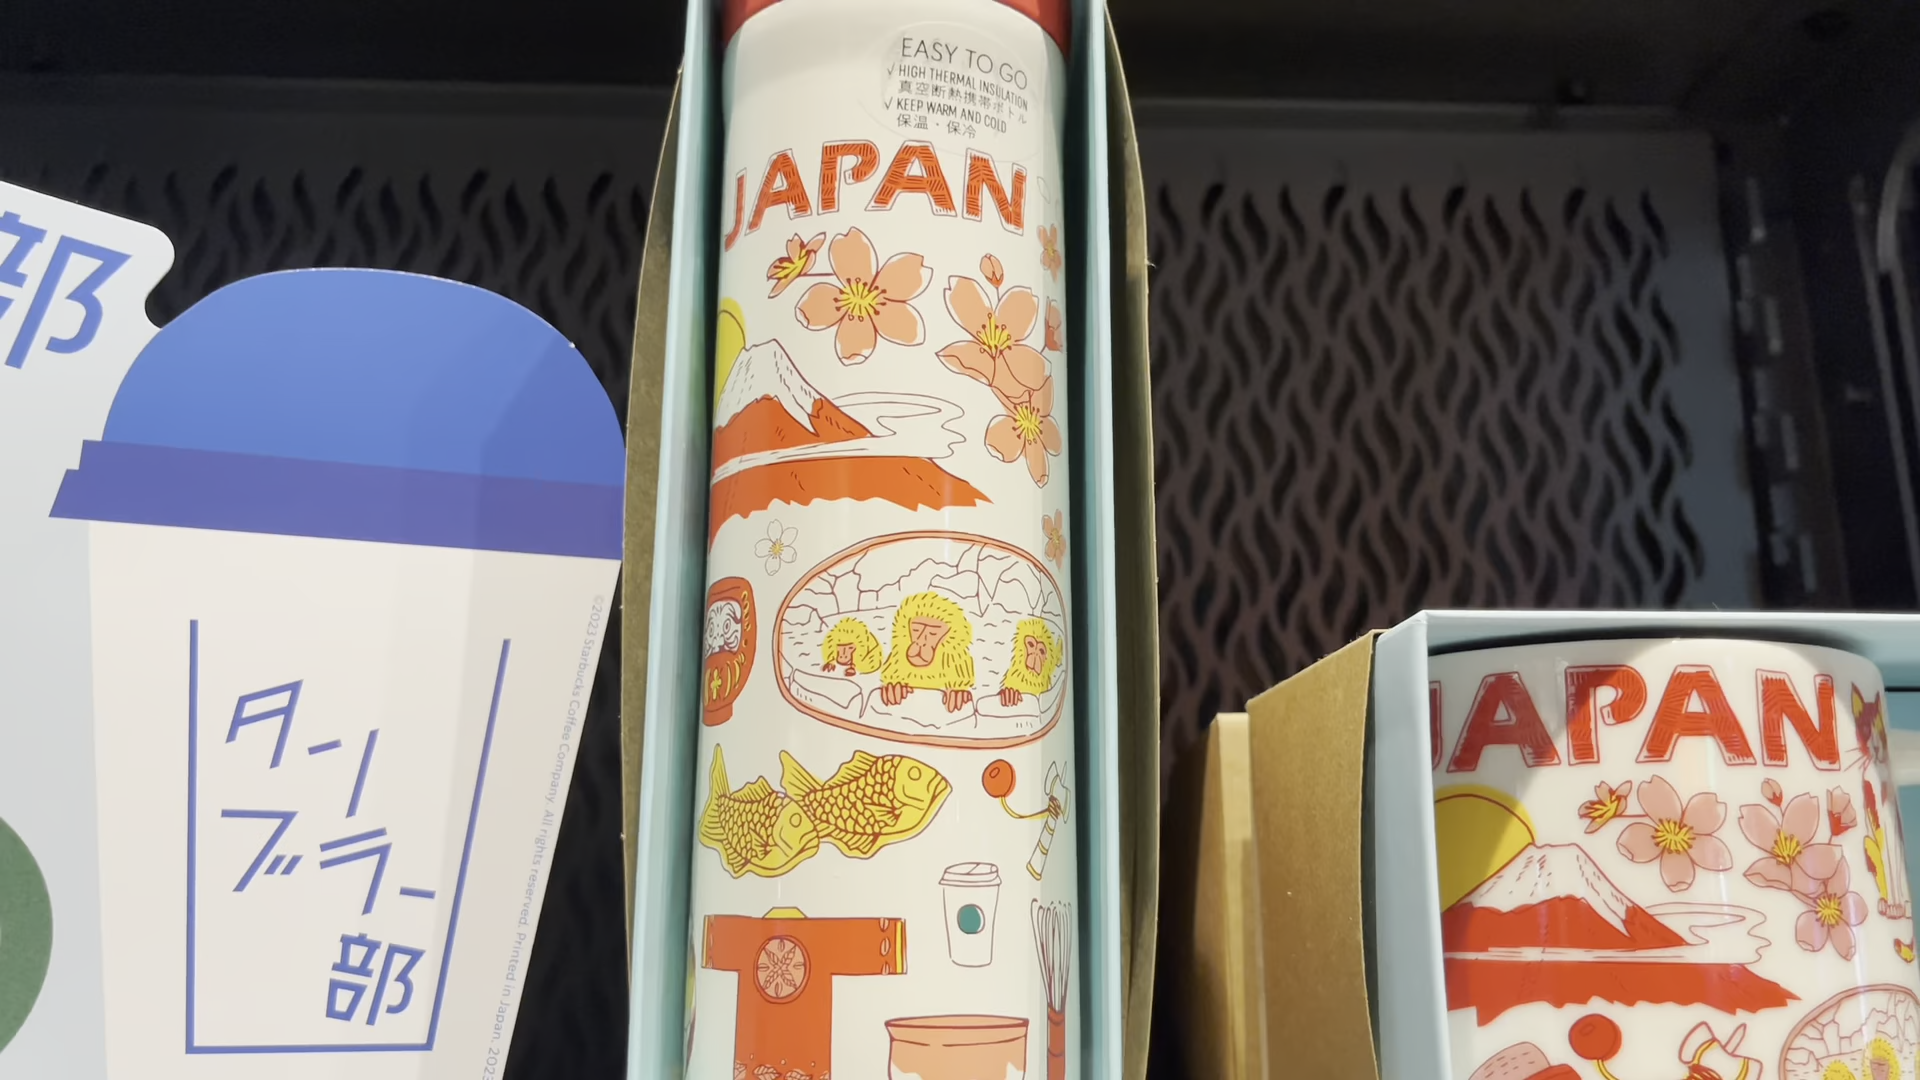 部
タン
ブラー
部
©2023 Starbucks Coffee Company. All rights reserved. Printed in Japan. 2023
EASY TO GO
✓ HIGH THERMAL INSULATION
真空断熱携帯ボトル
✓ KEEP WARM AND COLD
保温・保冷
JAPAN
JAPAN